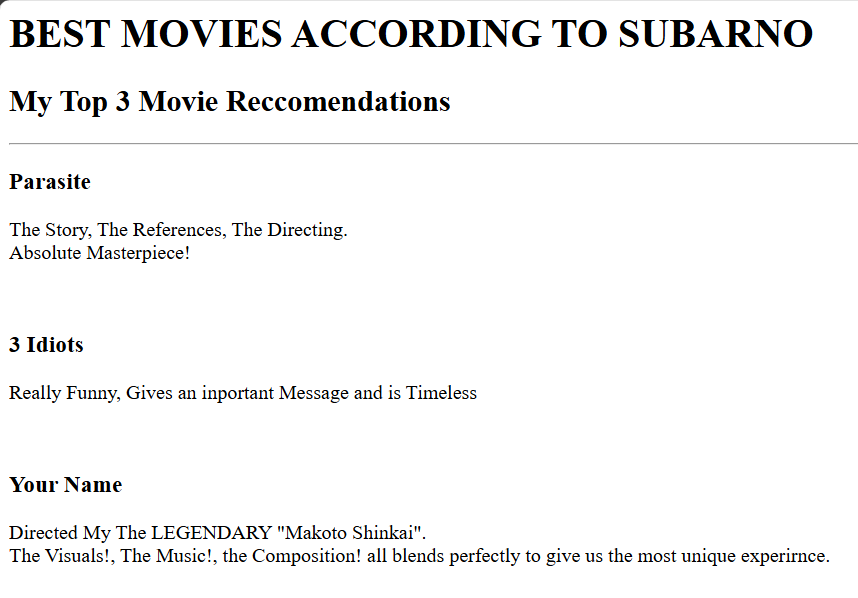 BEST MOVIES ACCORDING TO SUBARNO
My Top 3 Movie Reccomendations
Parasite
The Story, The References, The Directing.
Absolute Masterpiece!
3 Idiots
Really Funny, Gives an inportant Message and is Timeless
Your Name
Directed My The LEGENDARY "Makoto Shinkai".
The Visuals!, The Music!, the Composition! all blends perfectly to give us the most unique experirnce.